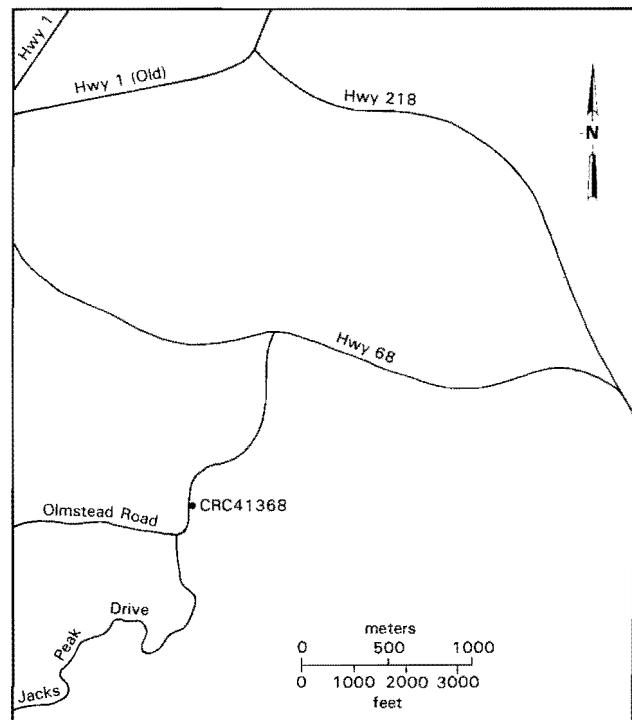 Hwy 1
Hwy 1 (Old)
Hwy 218
N
Hwy 68
CRC41368
Olmstead Road
Jacks Peak Drive
meters
0 500 1000
0 1000 2000 3000
feet